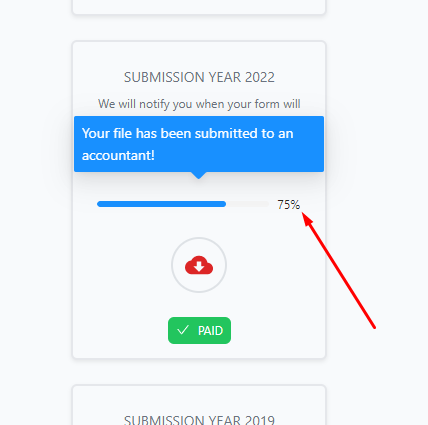 SUBMISSION YEAR 2022
We will notify you when your form will
Your file has been submitted to an
accountant!
75%
PAID
SUBMISSION YEAR 2019